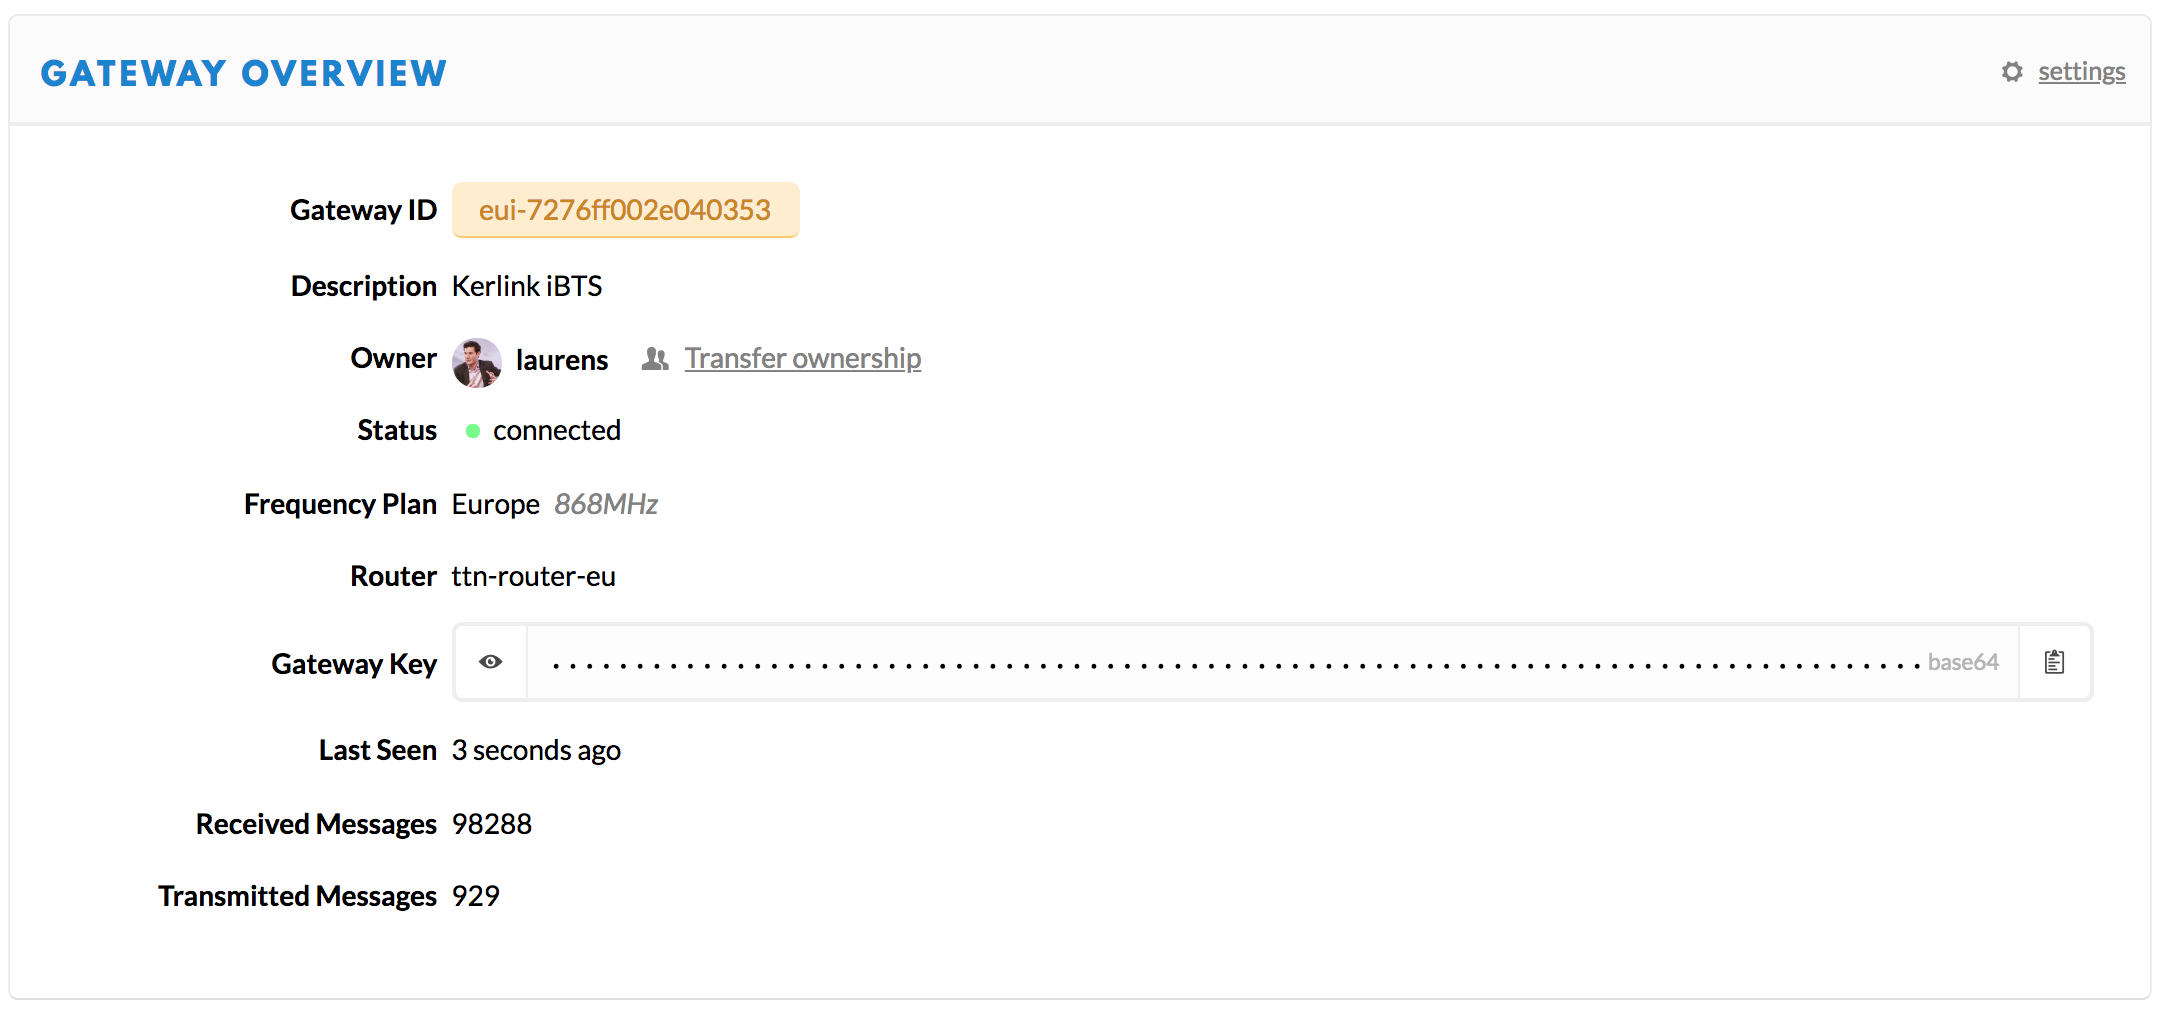 GATEWAY OVERVIEW settings
Gateway ID eui-7276ff002e040353
Description Kerlink iBTS
Owner laurens Transfer ownership
Status connected
Frequency Plan Europe 868MHz
Router ttn-router-eu
Gateway Key base64
Last Seen 3 seconds ago
Received Messages 98288
Transmitted Messages 929